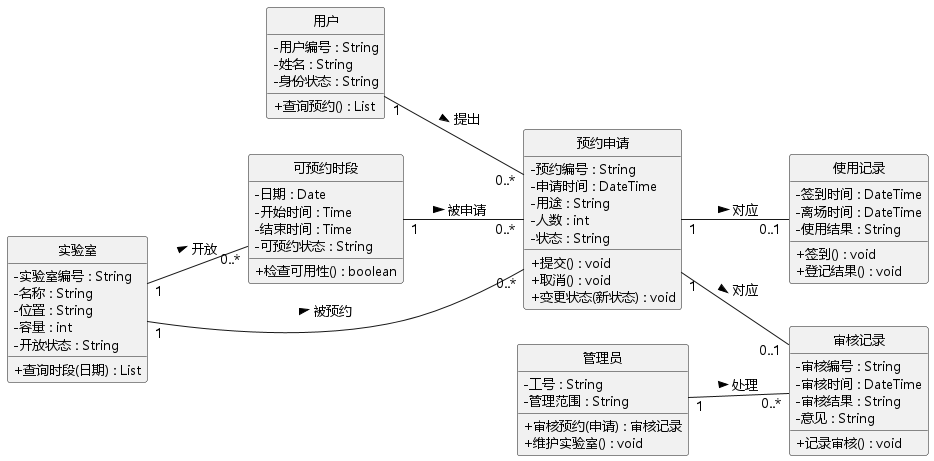 用户
-用户编号 : String
-姓名 : String
-身份状态 : String
+查询预约() : List
1
提出
0..*
可预约时段
-日期 : Date
-开始时间 : Time
-结束时间 : Time
-可预约状态 : String
+检查可用性() : boolean
1
被申请
0..*
预约申请
-预约编号 : String
-申请时间 : DateTime
-用途 : String
-人数 : int
-状态 : String
+提交() : void
+取消() : void
+变更状态(新状态) : void
1
对应
0..1
使用记录
-签到时间 : DateTime
-离场时间 : DateTime
-使用结果 : String
+签到() : void
+登记结果() : void
实验室
-实验室编号 : String
-名称 : String
-位置 : String
-容量 : int
-开放状态 : String
+查询时段(日期) : List
1
开放
0..*
1
被预约
0..*
1
对应
0..1
管理员
-工号 : String
-管理范围 : String
+审核预约(申请) : 审核记录
+维护实验室() : void
1
处理
0..*
审核记录
-审核编号 : String
-审核时间 : DateTime
-审核结果 : String
-意见 : String
+记录审核() : void